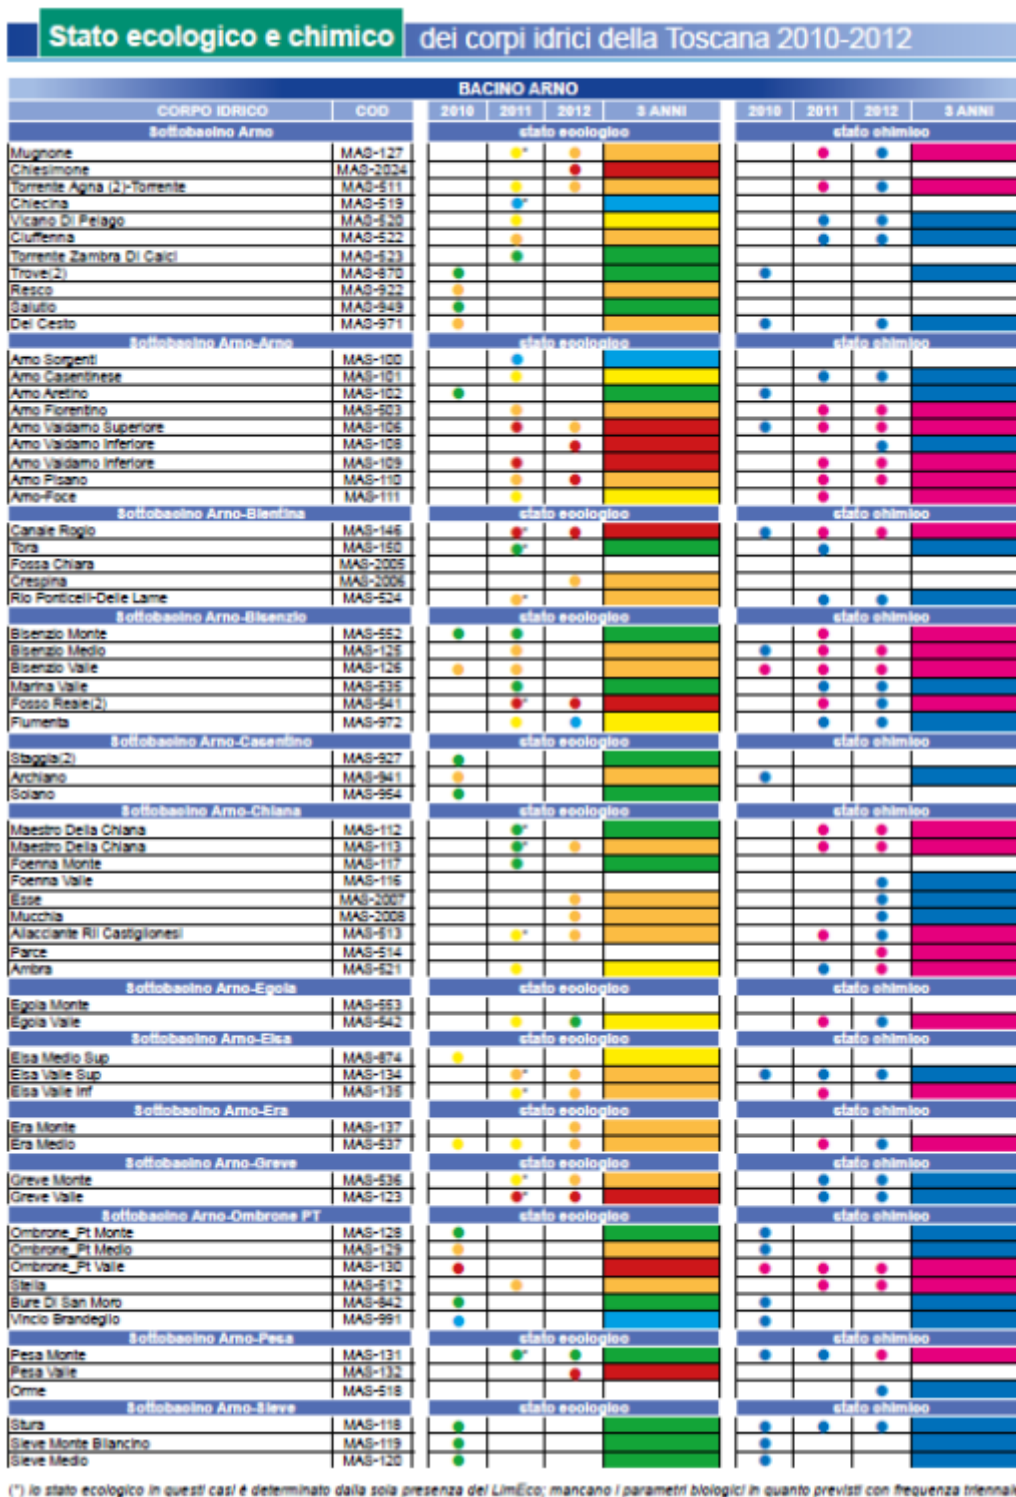 Stato ecologico e chimico dei corpi idrici della Toscana 2010-2012
BACINO ARNO
CORPO IDRICO COD 2010 2011 2012 3 ANNI 2010 2011 2012 3 ANNI
Sottobacino Arno stato ecologico stato chimico
Mugnone MAS-127 *
Chiesimone MAS-2024
Torrente Agna (2)-Torrente MAS-511
Chiecina MAS-519 *
Vicano Di Pelago MAS-520
Ciuffenna MAS-522
Torrente Zambra Di Calci MAS-523
Trove(2) MAS-870
Resco MAS-922
Salutio MAS-949
Del Cesto MAS-971
Sottobacino Arno-Arno stato ecologico stato chimico
Arno Sorgenti MAS-100
Arno Casentinese MAS-101
Arno Aretino MAS-102
Arno Fiorentino MAS-503
Arno Valdarno Superiore MAS-106
Arno Valdarno Inferiore MAS-108
Arno Valdarno Inferiore MAS-109
Arno Pisano MAS-110
Arno-Foce MAS-111
Sottobacino Arno-Bientina stato ecologico stato chimico
Canale Rogio MAS-146 *
Tora MAS-150 *
Fossa Chiara MAS-2005
Crespina MAS-2006
Rio Ponticelli-Delle Lame MAS-524 *
Sottobacino Arno-Bisenzio stato ecologico stato chimico
Bisenzio Monte MAS-552
Bisenzio Medio MAS-125
Bisenzio Valle MAS-126
Marina Valle MAS-535
Fosso Reale(2) MAS-541 *
Fiumenta MAS-972
Sottobacino Arno-Casentino stato ecologico stato chimico
Staggia(2) MAS-927
Archiano MAS-941
Solano MAS-954
Sottobacino Arno-Chiana stato ecologico stato chimico
Maestro Della Chiana MAS-112 *
Maestro Della Chiana MAS-113 *
Foenna Monte MAS-117
Foenna Valle MAS-116
Esse MAS-2007
Mucchia MAS-2008
Allacciante Rii Castiglionesi MAS-513 *
Parce MAS-514
Ambra MAS-521
Sottobacino Arno-Egola stato ecologico stato chimico
Egola Monte MAS-553
Egola Valle MAS-542
Sottobacino Arno-Elsa stato ecologico stato chimico
Elsa Medio Sup MAS-874
Elsa Valle Sup MAS-134 *
Elsa Valle Inf MAS-135 *
Sottobacino Arno-Era stato ecologico stato chimico
Era Monte MAS-137
Era Medio MAS-537
Sottobacino Arno-Greve stato ecologico stato chimico
Greve Monte MAS-536 *
Greve Valle MAS-123 *
Sottobacino Arno-Ombrone PT stato ecologico stato chimico
Ombrone_Pt Monte MAS-128
Ombrone_Pt Medio MAS-129
Ombrone_Pt Valle MAS-130
Stella MAS-512
Bure Di San Moro MAS-842
Vincio Brandeglio MAS-991
Sottobacino Arno-Pesa stato ecologico stato chimico
Pesa Monte MAS-131 *
Pesa Valle MAS-132
Orme MAS-518
Sottobacino Arno-Sieve stato ecologico stato chimico
Stura MAS-118
Sieve Monte Bilancino MAS-119
Sieve Medio MAS-120
(*) lo stato ecologico in questi casi è determinato dalla sola presenza del LimEco; mancano i parametri biologici in quanto previsti con frequenza triennale